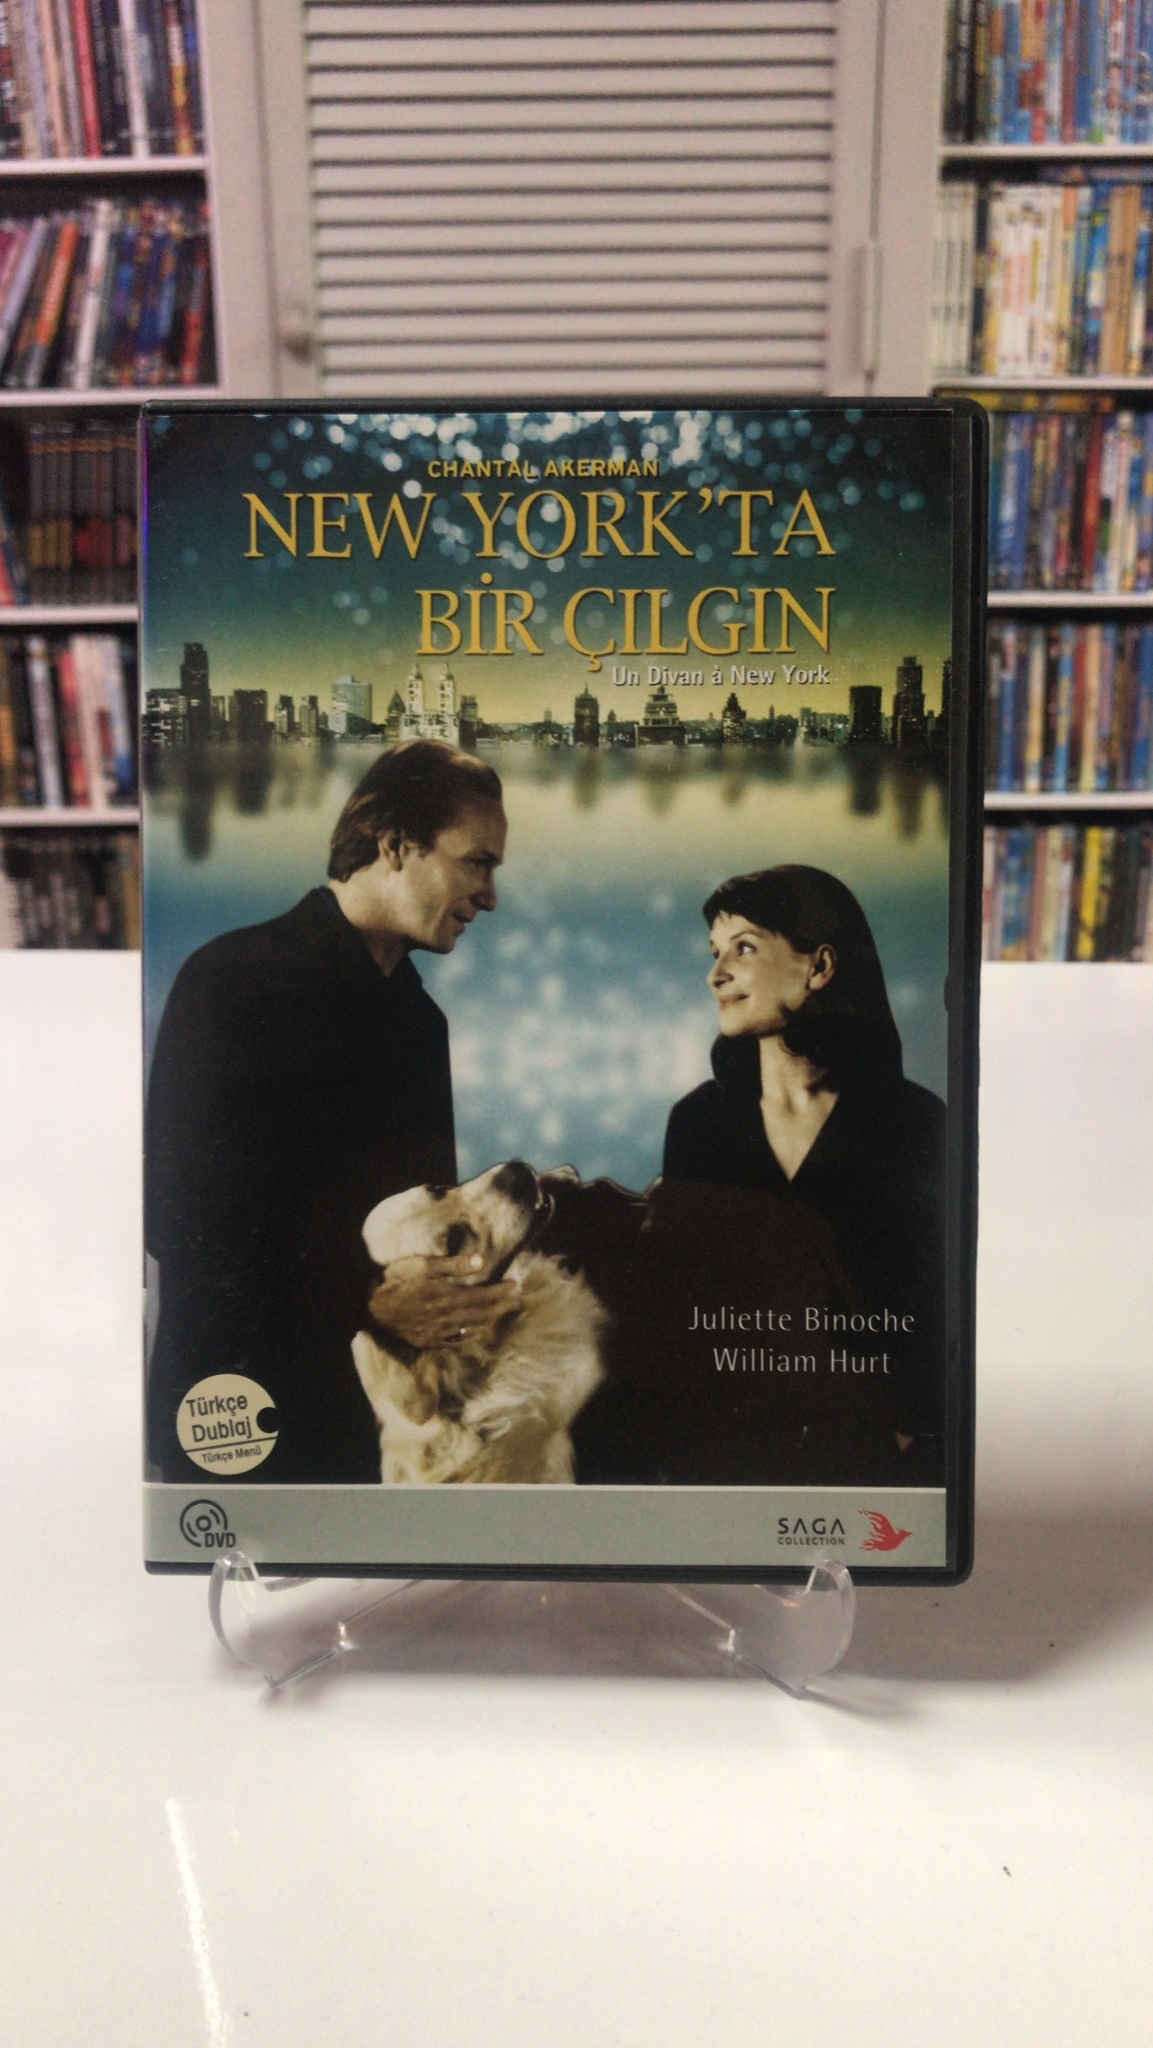 CHANTAL AKERMAN
NEW YORK'TA
BİR ÇILGIN
Un Divan à New York
Juliette Binoche
William Hurt
Türkçe
Dublaj
Türkçe Menü
DVD
SAGA
COLLECTION